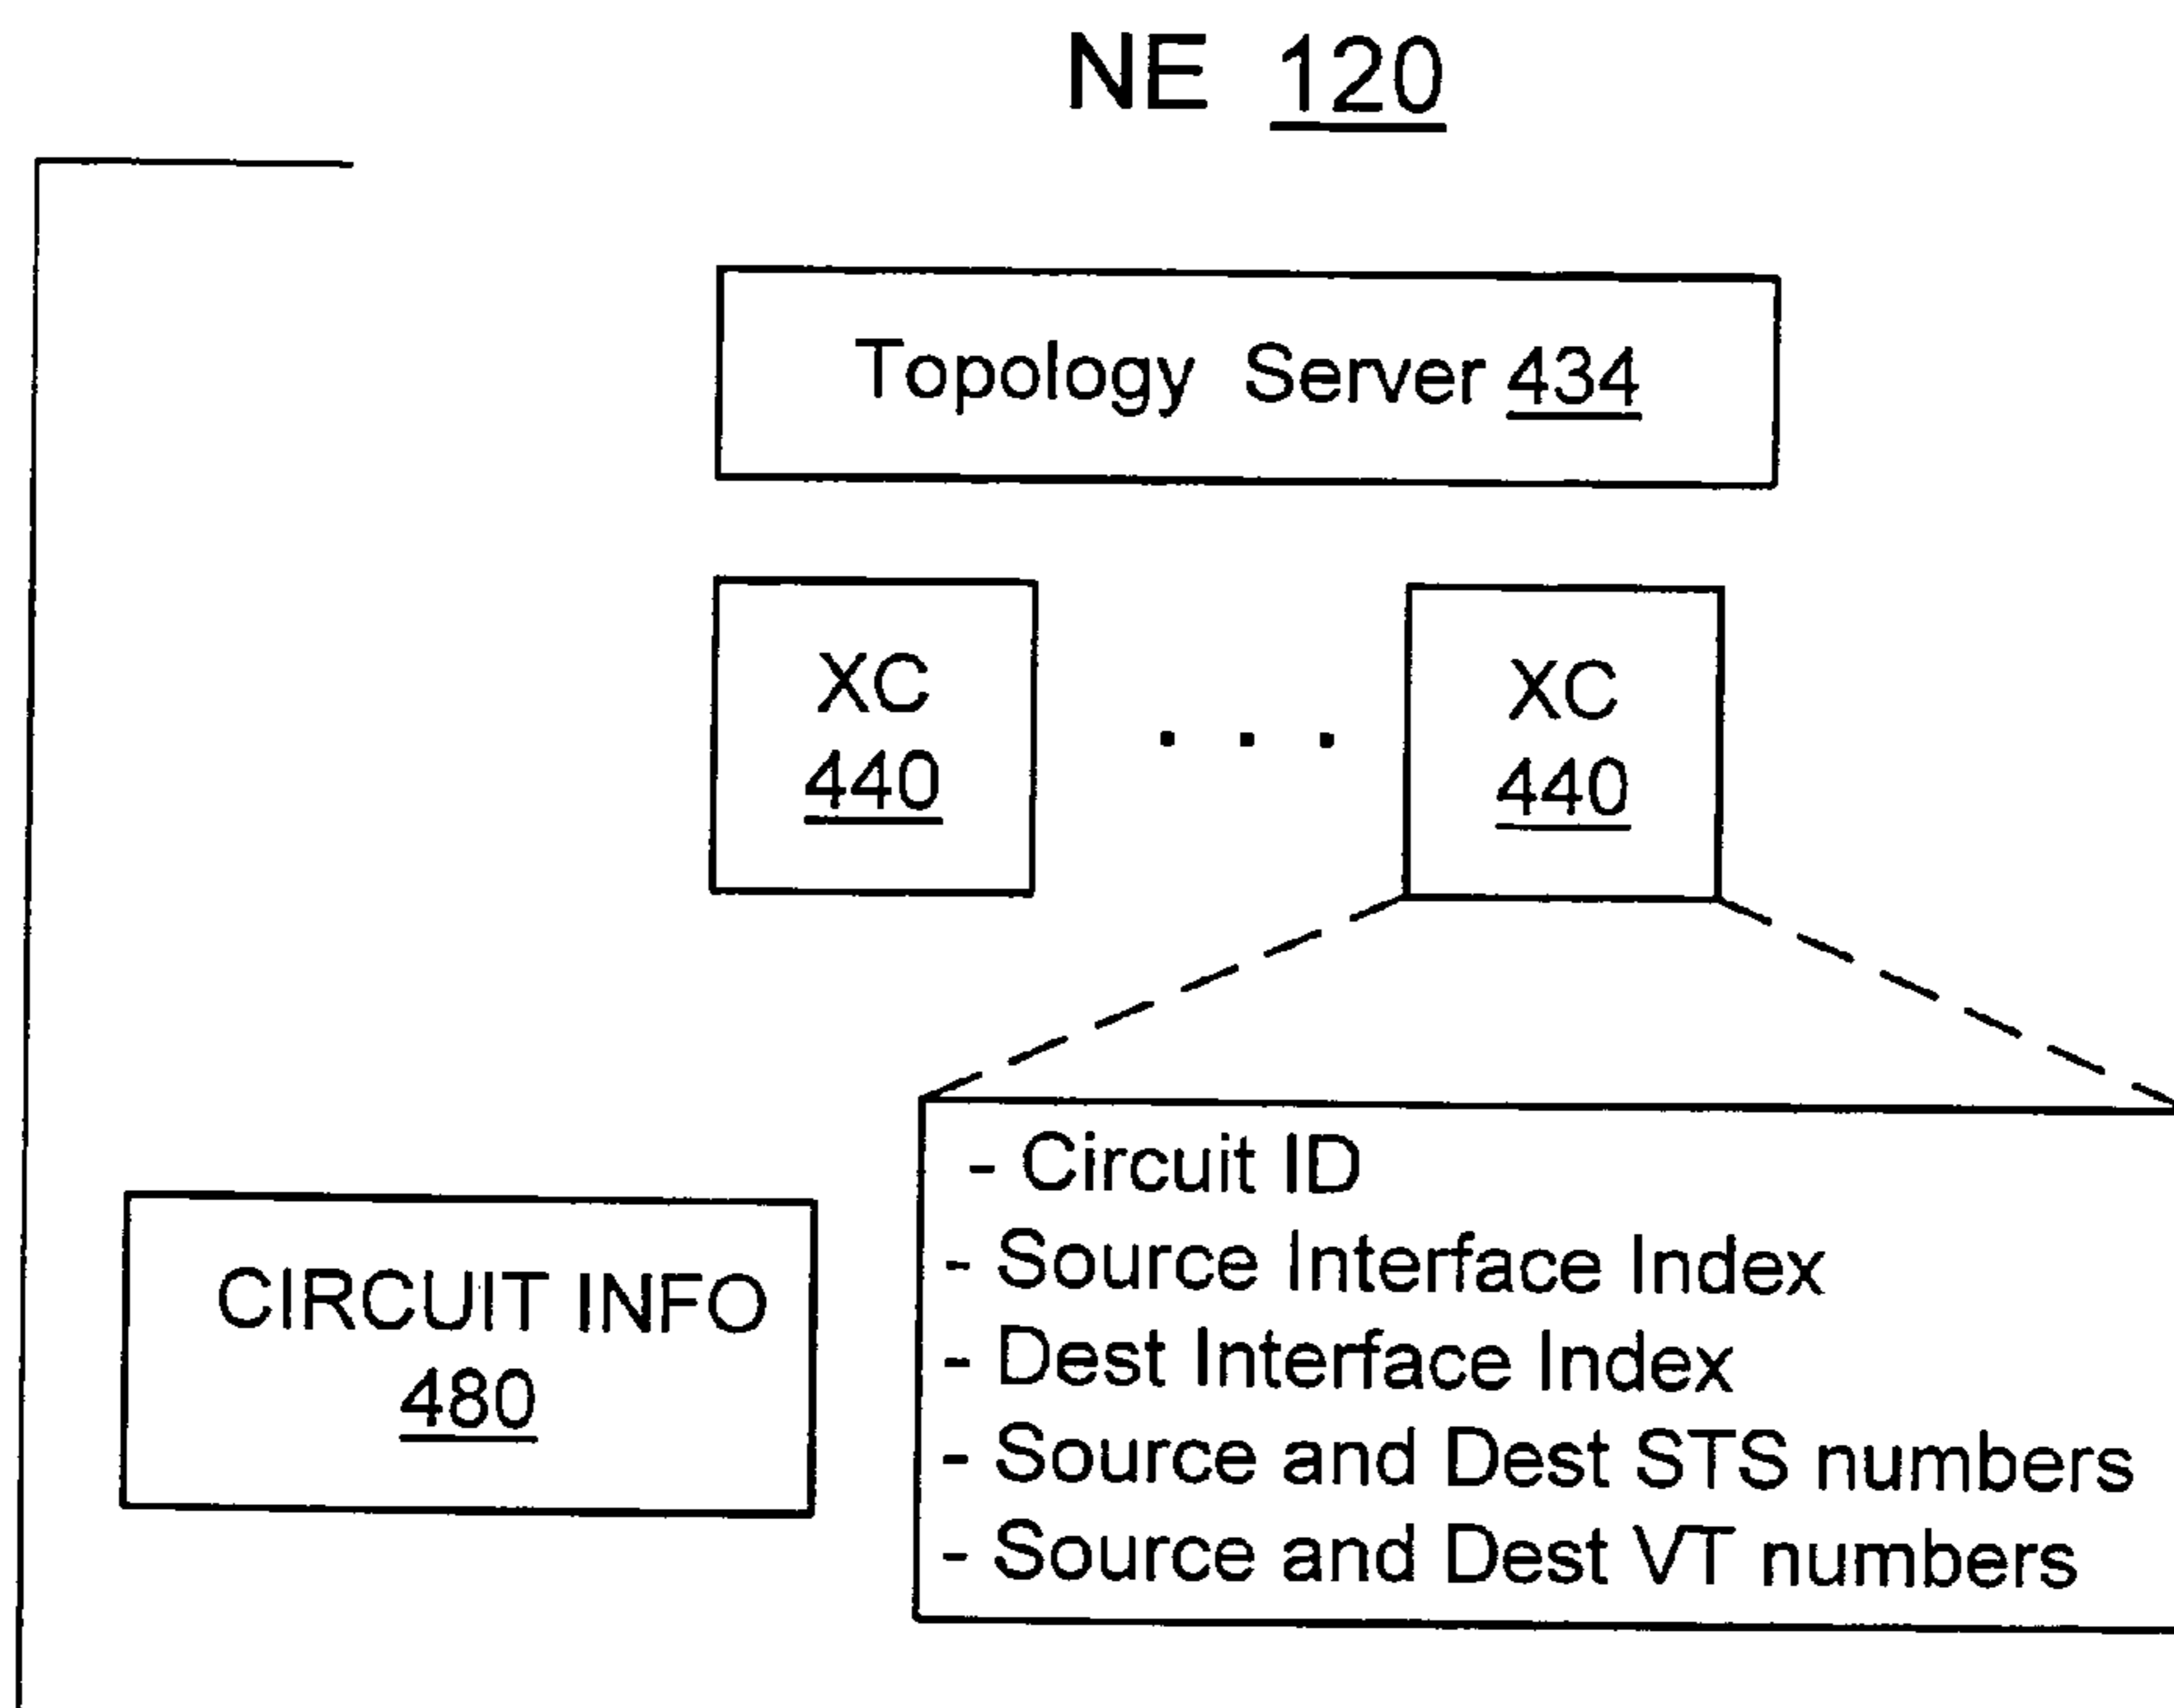 NE 120
Topology Server 434
XC
440
. . .
XC
440
- Circuit ID
- Source Interface Index
- Dest Interface Index
- Source and Dest STS numbers
- Source and Dest VT numbers
CIRCUIT INFO
480